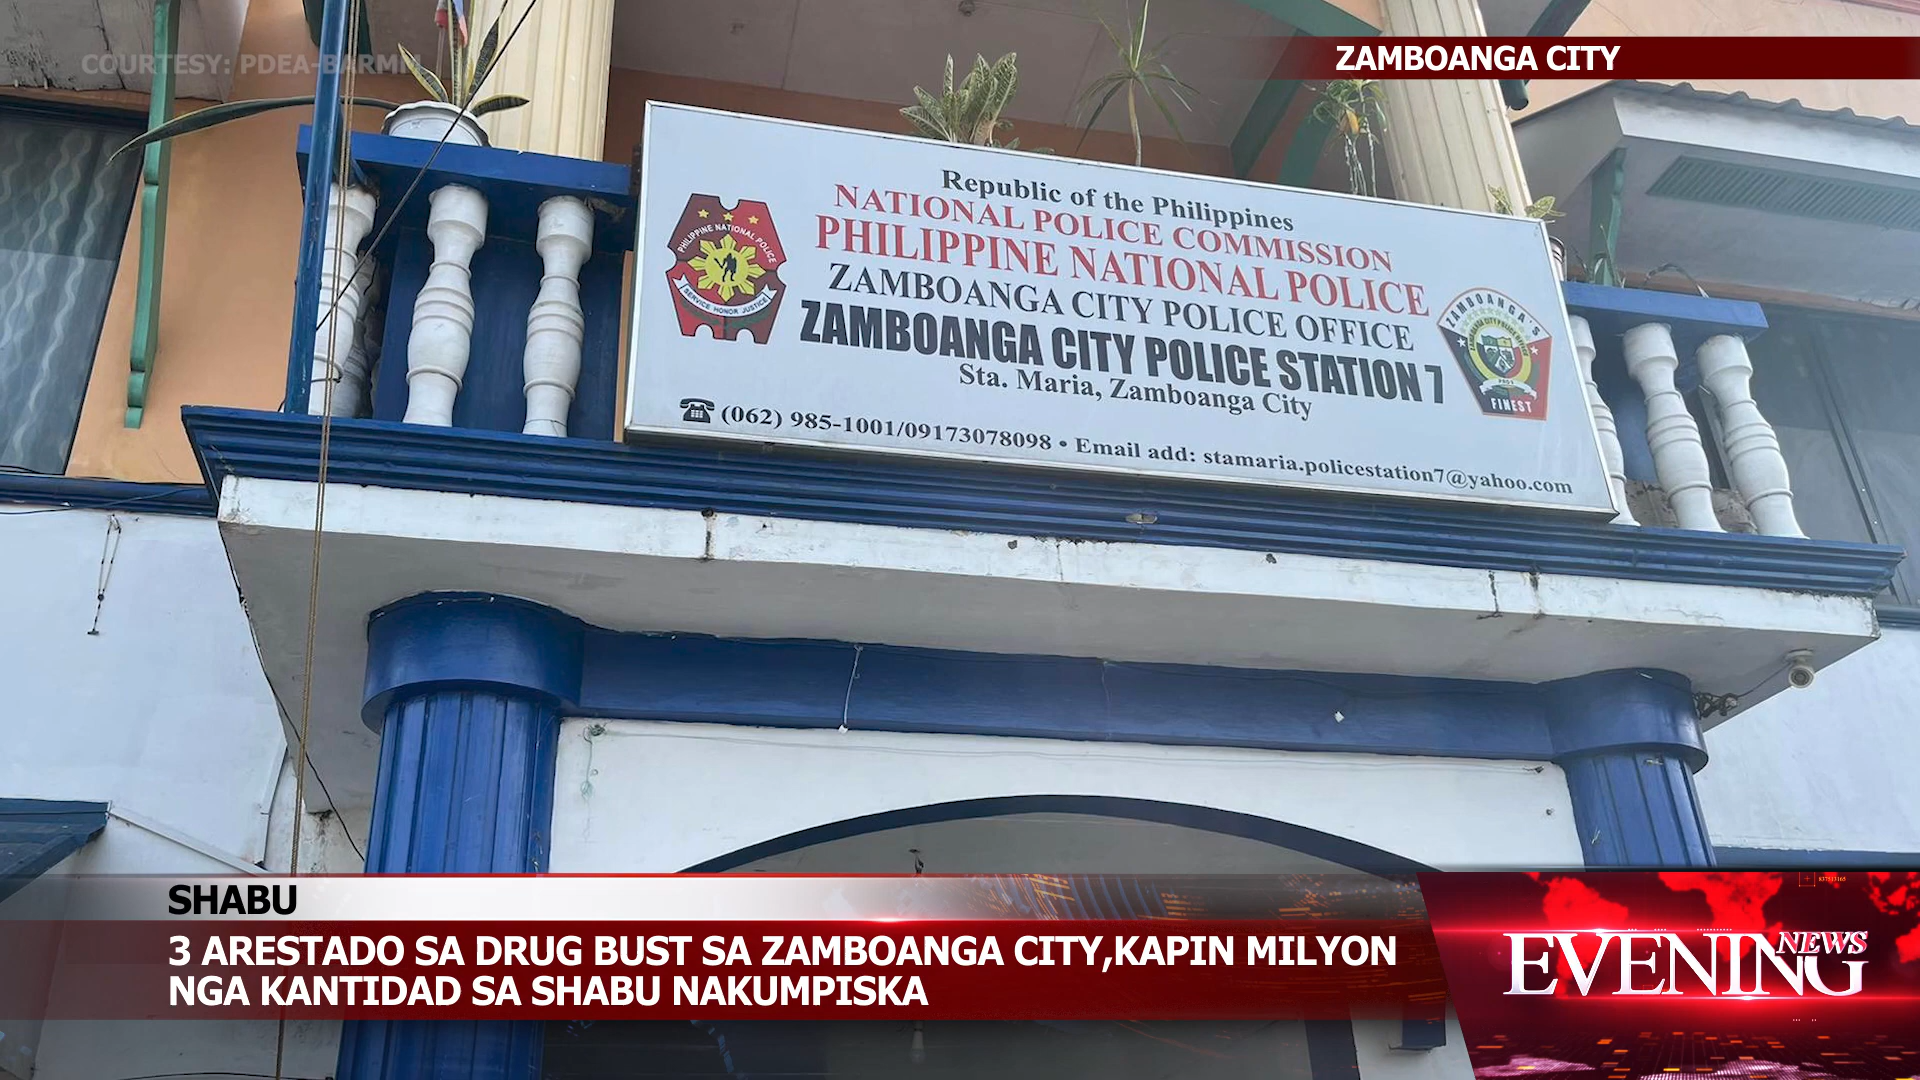 COURTESY: PDEA-BARMM
ZAMBOANGA CITY
Republic of the Philippines
NATIONAL POLICE COMMISSION
PHILIPPINE NATIONAL POLICE
ZAMBOANGA CITY POLICE OFFICE
ZAMBOANGA CITY POLICE STATION 7
Sta. Maria, Zamboanga City
(062) 985-1001/09173078098 • Email add: stamaria.policestation7@yahoo.com
PHILIPPINE NATIONAL POLICE
SERVICE HONOR JUSTICE
ZAMBOANGA'S
FINEST
SHABU
3 ARESTADO SA DRUG BUST SA ZAMBOANGA CITY,KAPIN MILYON
NGA KANTIDAD SA SHABU NAKUMPISKA
EVENING
NEWS